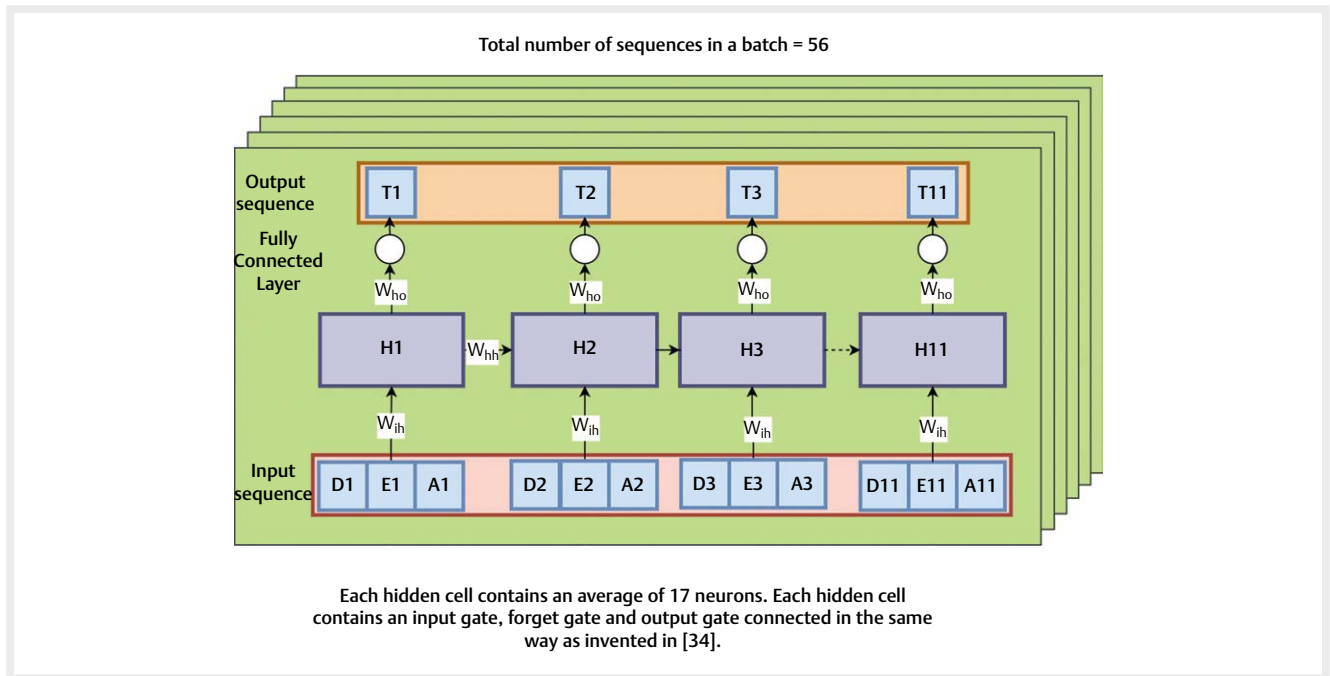 Total number of sequences in a batch = 56
Output
sequence
T1 T2 T3 T11
Fully
Connected
Layer
Who Who Who Who
H1 Whh H2 H3 H11
Wih Wih Wih Wih
Input
sequence
D1 E1 A1 D2 E2 A2 D3 E3 A3 D11 E11 A11
Each hidden cell contains an average of 17 neurons. Each hidden cell
contains an input gate, forget gate and output gate connected in the same
way as invented in [34].